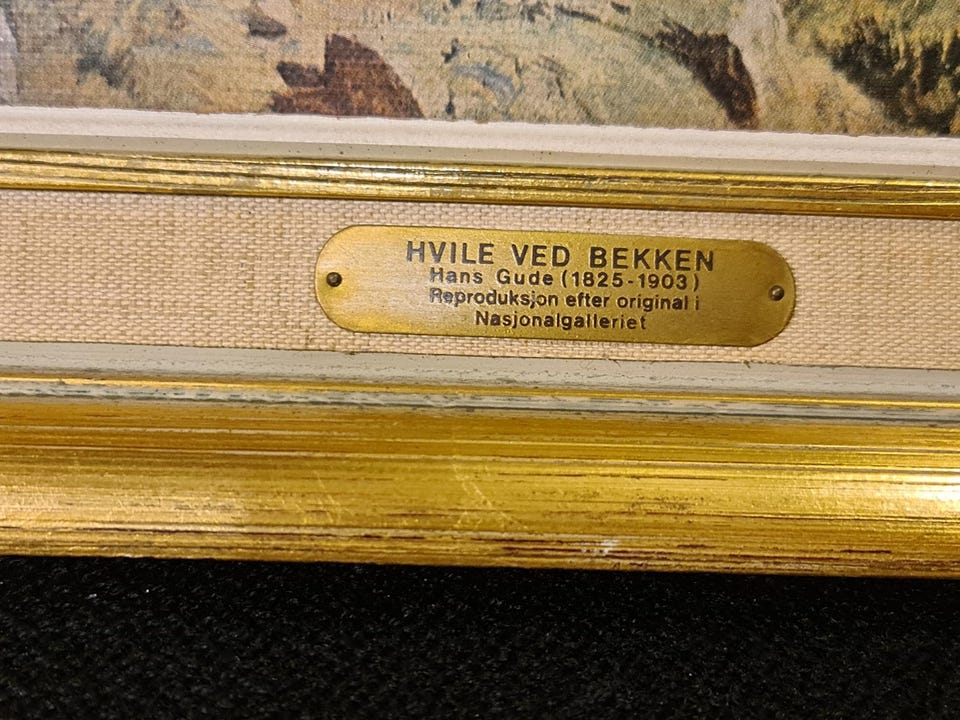 HVILE VED BEKKEN
Hans Gude (1825-1903)
Reproduksjon efter original i
Nasjonalgalleriet